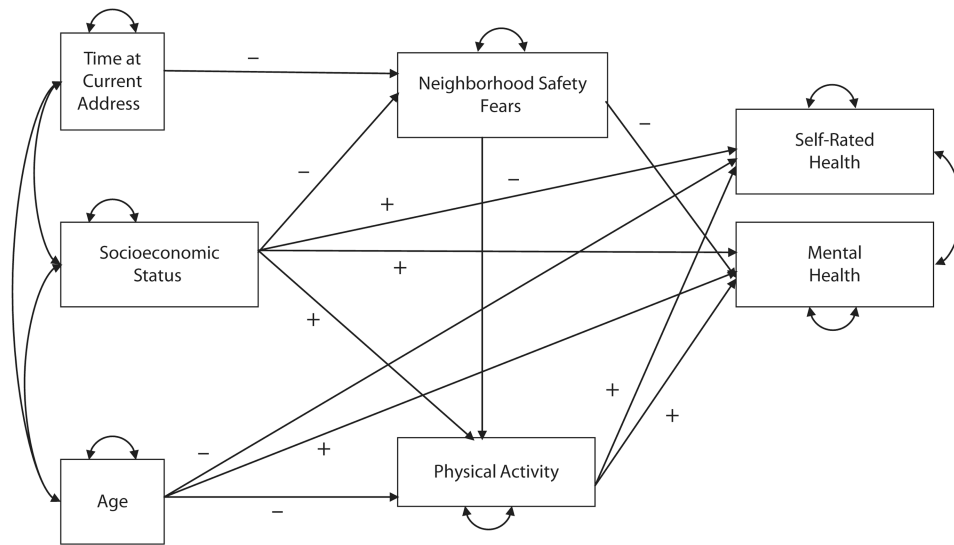 Time at
Current
Address
−
Neighborhood Safety
Fears
−
Self-Rated
Health
−
−
+
Socioeconomic
Status
+
Mental
Health
+
+
+
−
+
Age
−
Physical Activity